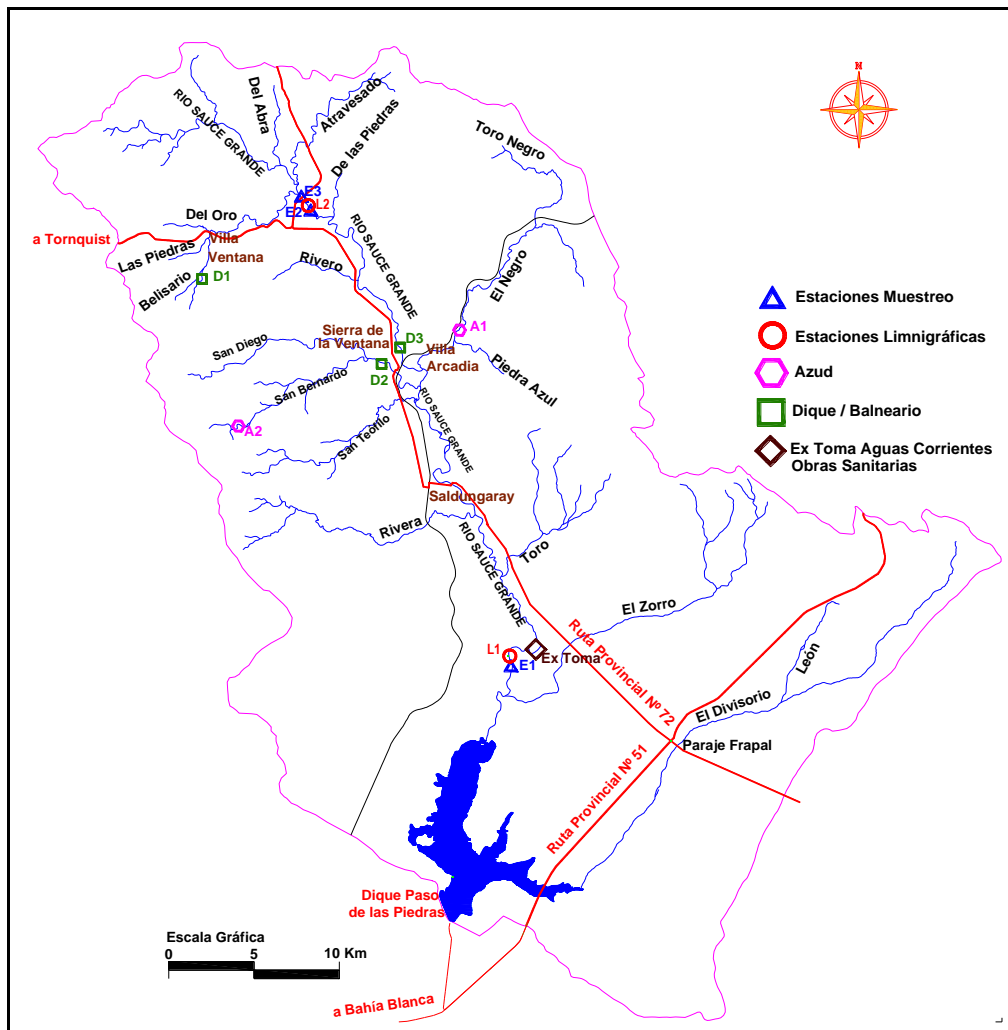 N
Del Abra
Atravesado
RIO SAUCE GRANDE
De las Piedras
Toro Negro
E3
L2
E2
Del Oro
RIO SAUCE GRANDE
a Tornquist
Las Piedras
Villa
Ventana
Rivero
El Negro
Belisario
D1
A1
Sierra de
la Ventana
D3
Villa
Arcadia
San Diego
D2
Piedra Azul
San Bernardo
RIO SAUCE GRANDE
A2
San Teófilo
Saldungaray
Rivera
RIO SAUCE GRANDE
Toro
El Zorro
L1
E1
Ex Toma
Ruta Provincial Nº 72
León
El Divisorio
Paraje Frapal
Ruta Provincial Nº 51
Dique Paso
de las Piedras
a Bahía Blanca
Estaciones Muestreo
Estaciones Limnigráficas
Azud
Dique / Balneario
Ex Toma Aguas Corrientes
Obras Sanitarias
Escala Gráfica
0 5 10 Km